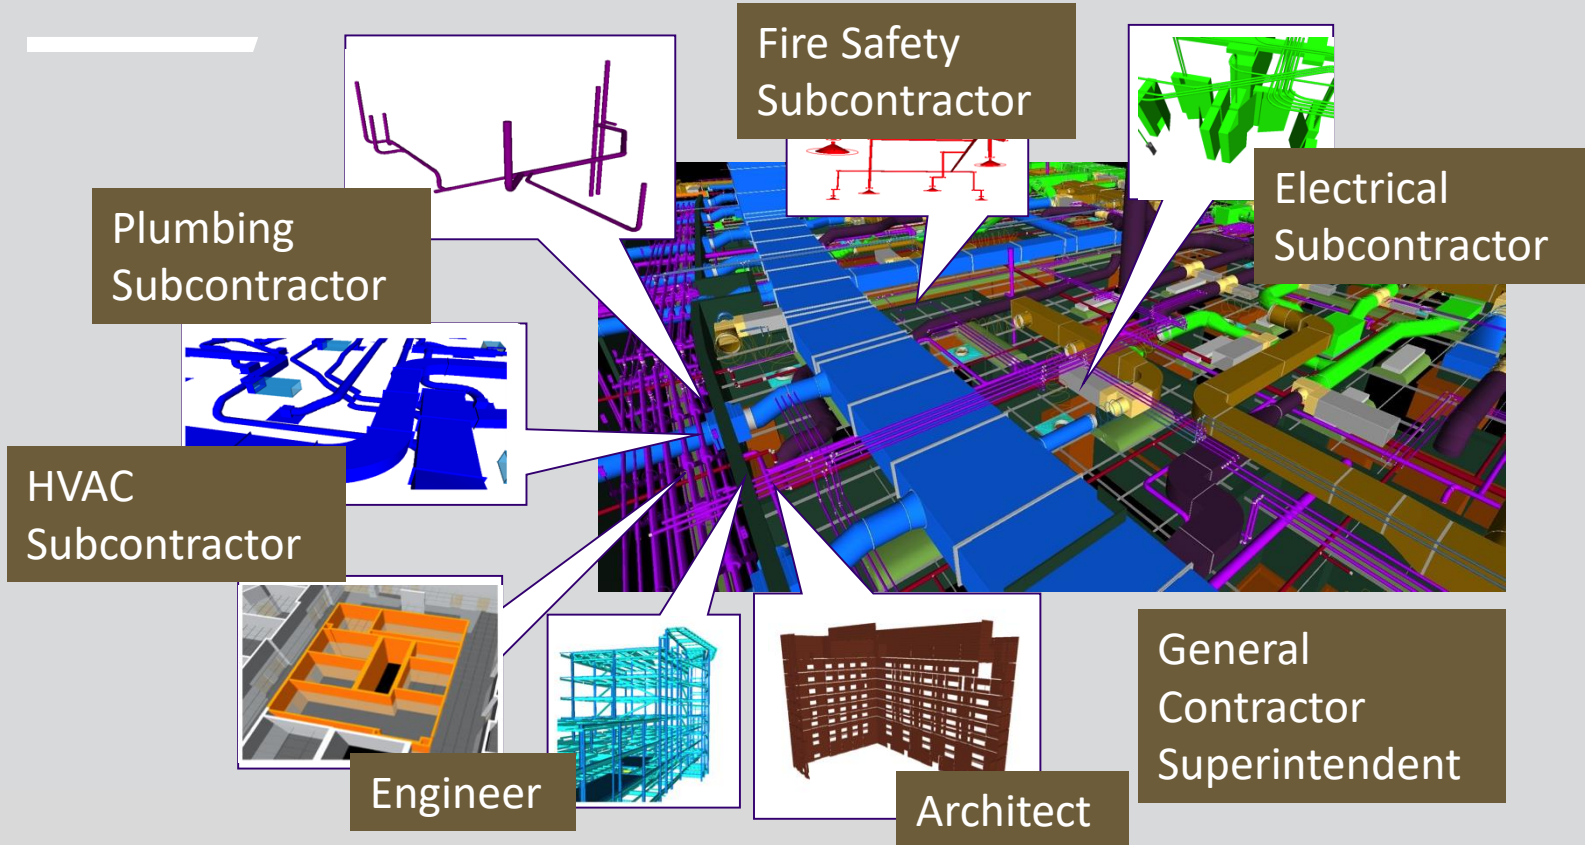 Fire Safety
Subcontractor
Electrical
Subcontractor
Plumbing
Subcontractor
HVAC
Subcontractor
Engineer
Architect
General
Contractor
Superintendent